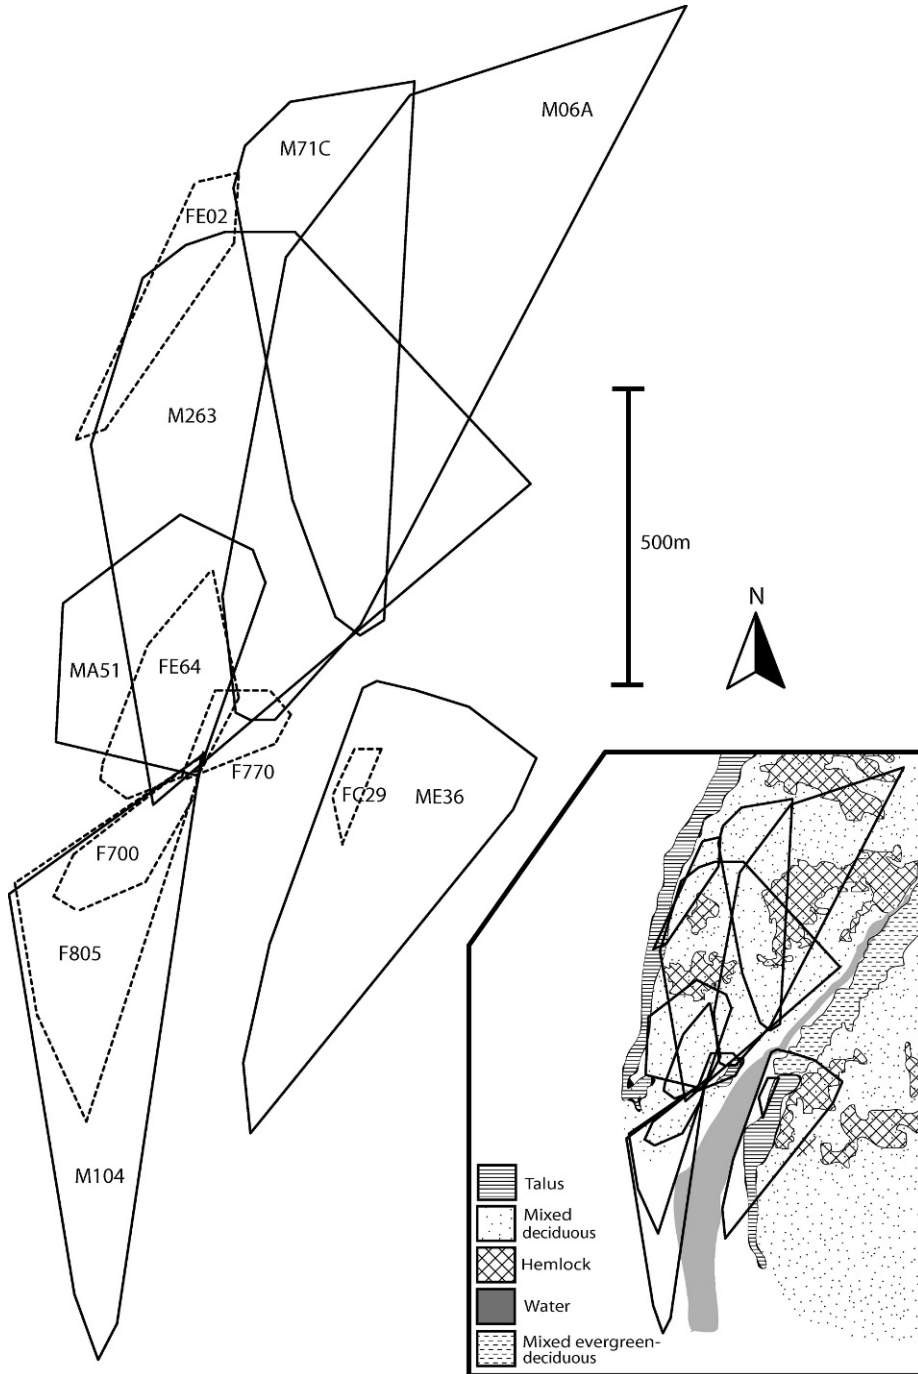 M06A
M71C
FE02
M263
500m
N
MA51
FE64
F770
FC29
ME36
F700
F805
M104
Talus
Mixed
deciduous
Hemlock
Water
Mixed evergreen-
deciduous